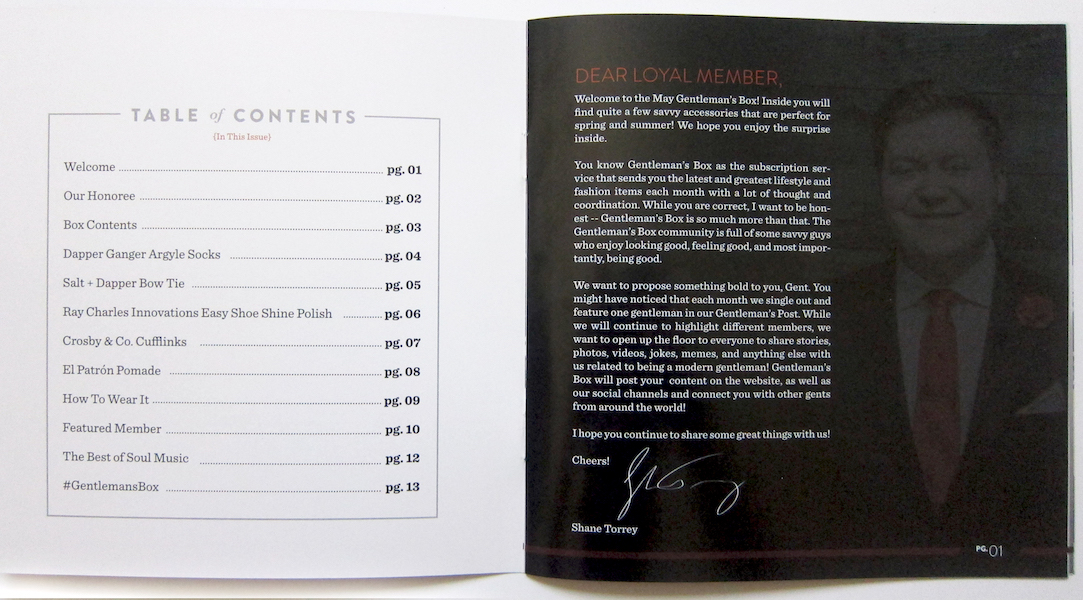 TABLE of CONTENTS
{In This Issue}
Welcome pg. 01
Our Honoree pg. 02
Box Contents pg. 03
Dapper Ganger Argyle Socks pg. 04
Salt + Dapper Bow Tie pg. 05
Ray Charles Innovations Easy Shoe Shine Polish pg. 06
Crosby & Co. Cufflinks pg. 07
El Patrón Pomade pg. 08
How To Wear It pg. 09
Featured Member pg. 10
The Best of Soul Music pg. 12
#GentlemansBox pg. 13
DEAR LOYAL MEMBER,
Welcome to the May Gentleman's Box! Inside you will
find quite a few savvy accessories that are perfect for
spring and summer! We hope you enjoy the surprise
inside.
You know Gentleman's Box as the subscription ser-
vice that sends you the latest and greatest lifestyle and
fashion items each month with a lot of thought and
coordination. While you are correct, I want to be hon-
est -- Gentleman's Box is so much more than that. The
Gentleman's Box community is full of some savvy guys
who enjoy looking good, feeling good, and most impor-
tantly, being good.
We want to propose something bold to you, Gent. You
might have noticed that each month we single out and
feature one gentleman in our Gentleman's Post. While
we will continue to highlight different members, we
want to open up the floor to everyone to share stories,
photos, videos, jokes, memes, and anything else with
us related to being a modern gentleman! Gentleman's
Box will post your content on the website, as well as
our social channels and connect you with other gents
from around the world!
I hope you continue to share some great things with us!
Cheers!
Shane Torrey
PG. 01